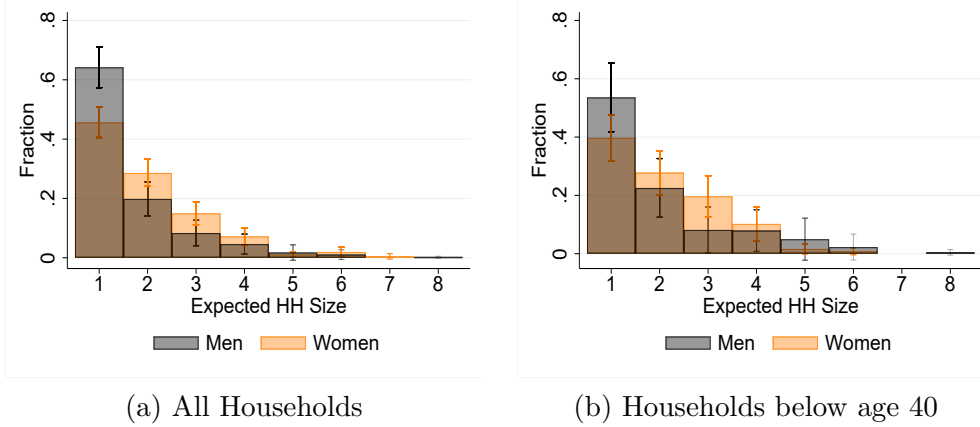 Fraction
.8
.6
.4
.2
0
1 2 3 4 5 6 7 8
Expected HH Size
Men Women
(a) All Households
Fraction
.8
.6
.4
.2
0
1 2 3 4 5 6 7 8
Expected HH Size
Men Women
(b) Households below age 40